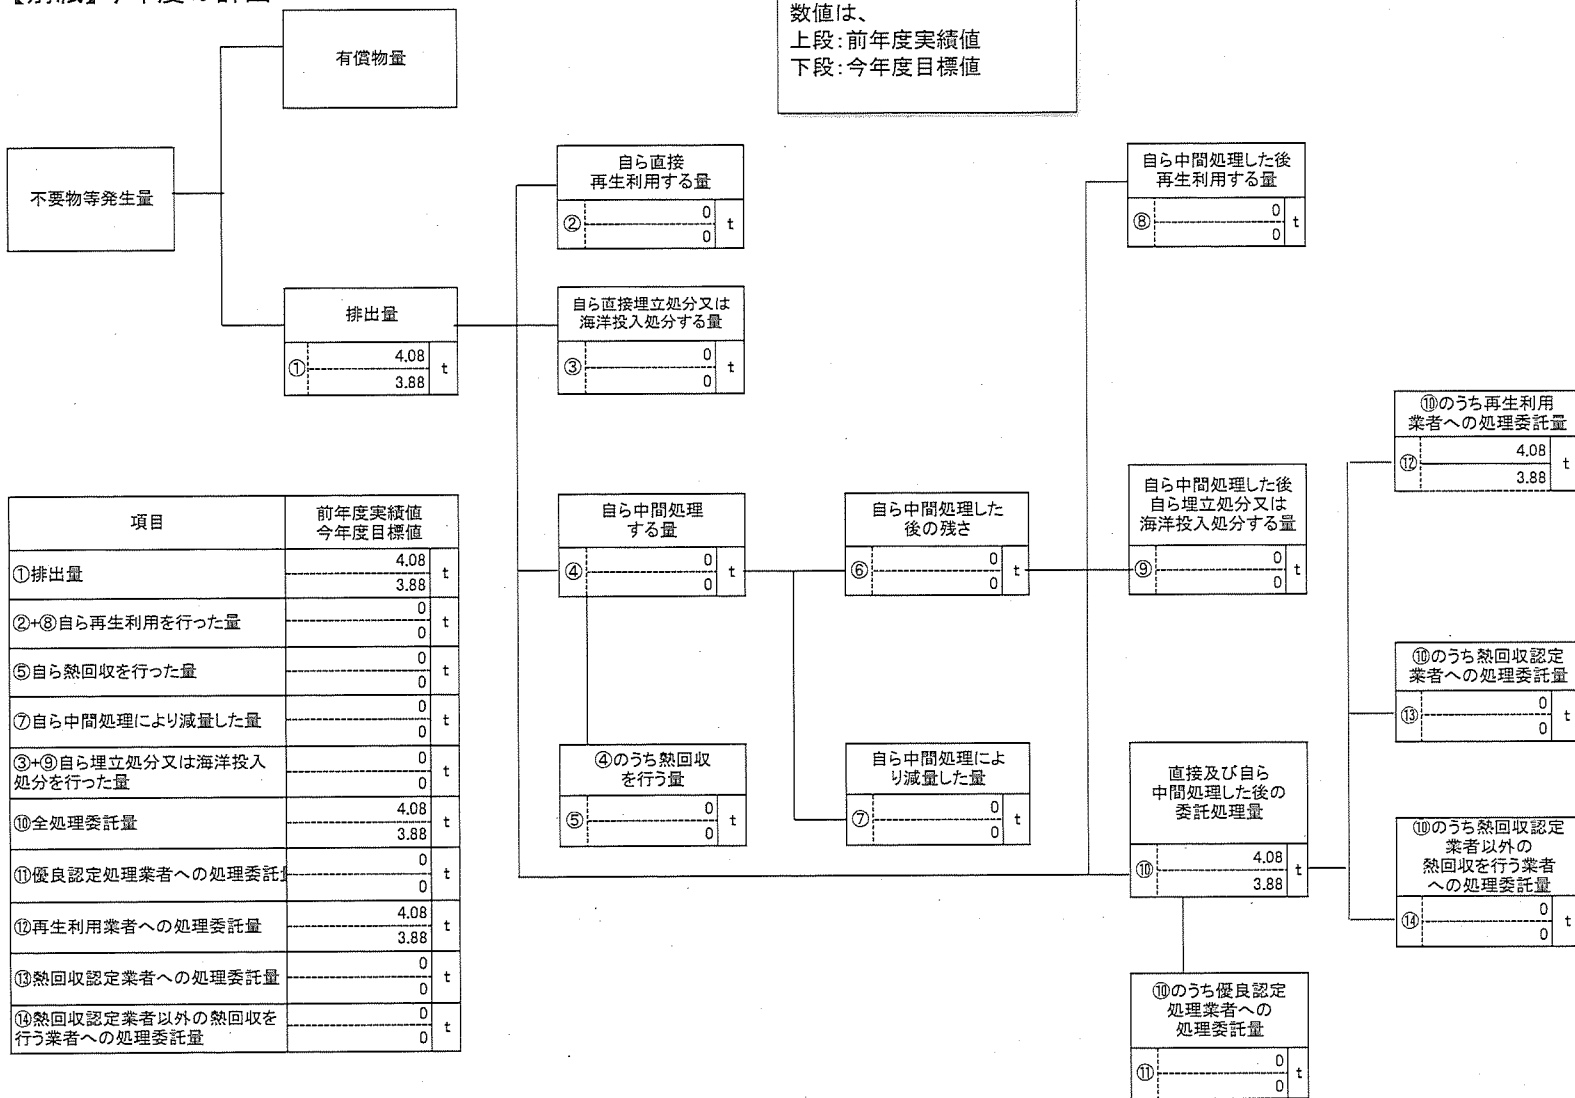 数値は、
上段:前年度実績値
下段:今年度目標値
有償物量
不要物等発生量
排出量
①
4.08
3.88
t
自ら直接
再生利用する量
②
0
0
t
自ら直接埋立処分又は
海洋投入処分する量
③
0
0
t
自ら中間処理
する量
④
0
0
t
④のうち熱回収
を行う量
⑤
0
0
t
自ら中間処理した
後の残さ
⑥
0
0
t
自ら中間処理によ
り減量した量
⑦
0
0
t
自ら中間処理した後
再生利用する量
⑧
0
0
t
自ら中間処理した後
自ら埋立処分又は
海洋投入処分する量
⑨
0
0
t
直接及び自ら
中間処理した後の
委託処理量
⑩
4.08
3.88
t
⑩のうち優良認定
処理業者への
処理委託量
⑪
0
0
t
⑩のうち再生利用
業者への処理委託量
⑫
4.08
3.88
t
⑩のうち熱回収認定
業者への処理委託量
⑬
0
0
t
⑩のうち熱回収認定
業者以外の
熱回収を行う業者
への処理委託量
⑭
0
0
t
項目
前年度実績値
今年度目標値
①排出量
4.08
3.88
t
②+⑧自ら再生利用を行った量
0
0
t
⑤自ら熱回収を行った量
0
0
t
⑦自ら中間処理により減量した量
0
0
t
③+⑨自ら埋立処分又は海洋投入
処分を行った量
0
0
t
⑩全処理委託量
4.08
3.88
t
⑪優良認定処理業者への処理委託
0
0
t
⑫再生利用業者への処理委託量
4.08
3.88
t
⑬熱回収認定業者への処理委託量
0
0
t
⑭熱回収認定業者以外の熱回収を
行う業者への処理委託量
0
0
t